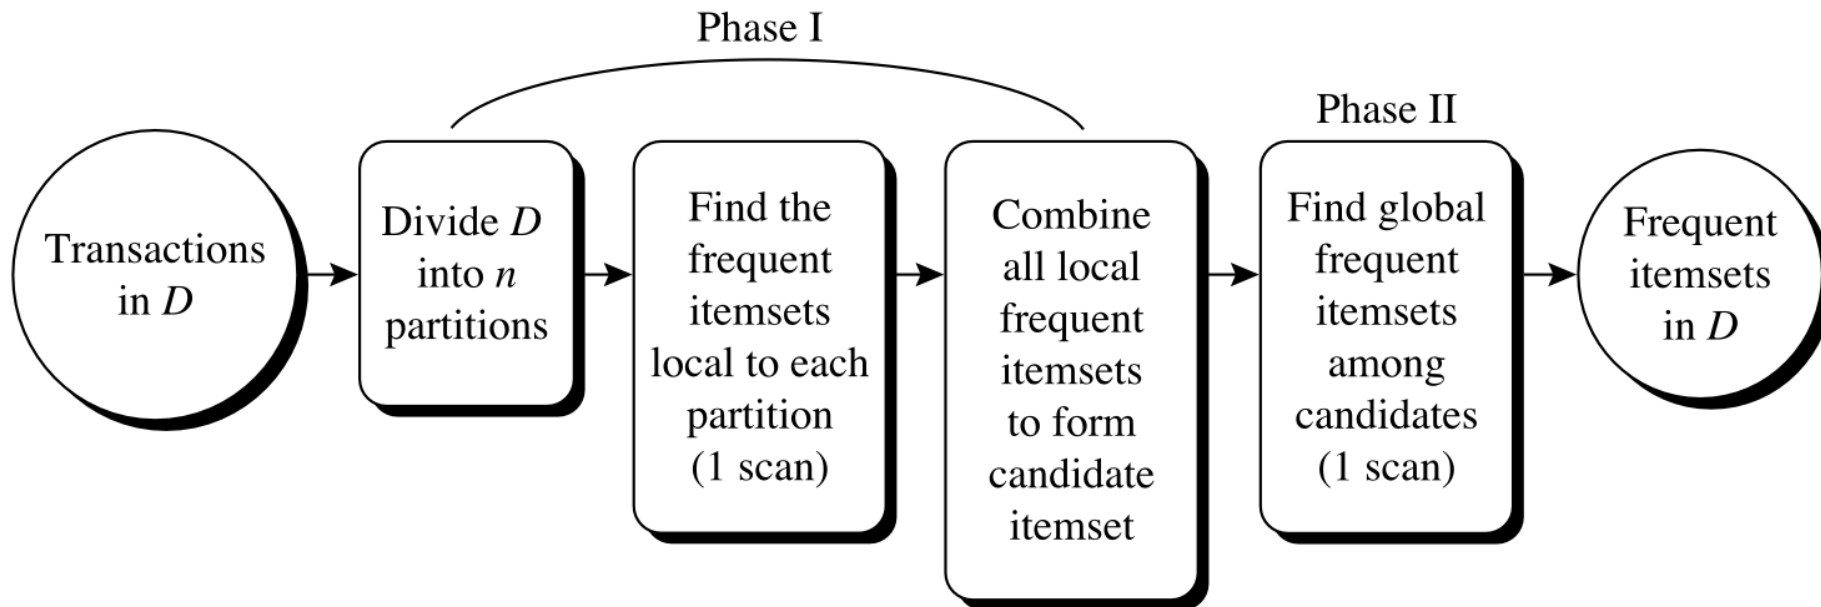 Phase I
Transactions
in D
Divide D
into n
partitions
Find the
frequent
itemsets
local to each
partition
(1 scan)
Combine
all local
frequent
itemsets
to form
candidate
itemset
Phase II
Find global
frequent
itemsets
among
candidates
(1 scan)
Frequent
itemsets
in D